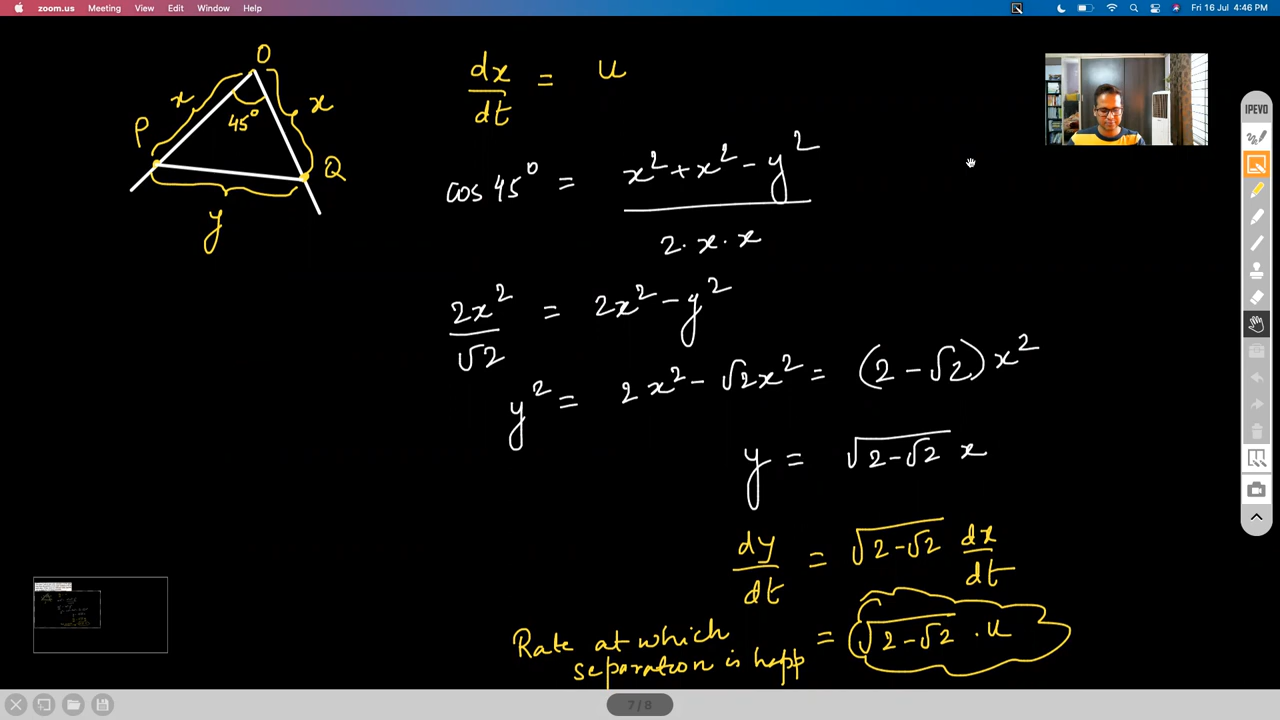 zoom.us Meeting View Edit Window Help Fri 16 Jul 4:46 PM
O
x
x
45°
P
Q
y
dx/dt = u
cos 45° = (x² + x² - y²)/(2·x·x)
2x²/√2 = 2x² - y²
y² = 2x² - √2x² = (2 - √2)x²
y = √(2-√2) x
dy/dt = √(2-√2) dx/dt
Rate at which
separation is happ = √(2-√2) · u
IPEVO
7 / 8